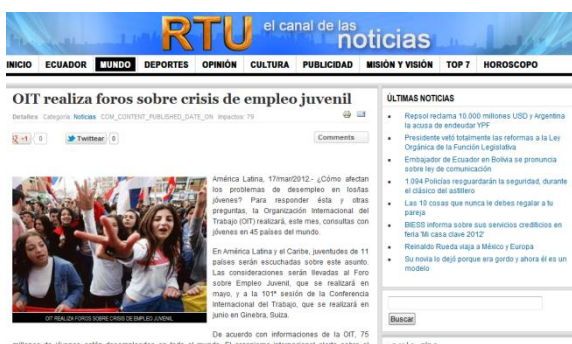 RTU el canal de las noticias
INICIO ECUADOR MUNDO DEPORTES OPINIÓN CULTURA PUBLICIDAD MISIÓN Y VISIÓN TOP 7 HOROSCOPO
OIT realiza foros sobre crisis de empleo juvenil
Detalles Categoría: Noticias COM_CONTENT_PUBLISHED_DATE_ON Impactos: 79
+1 0 Twittear 0 Comments
América Latina, 17/mar/2012.- ¿Cómo afectan
los problemas de desempleo en los/las
jóvenes? Para responder ésta y otras
preguntas, la Organización Internacional del
Trabajo (OIT) realizará, este mes, consultas con
jóvenes en 45 países del mundo.
En América Latina y el Caribe, juventudes de 11
países serán escuchadas sobre este asunto.
Las consideraciones serán llevadas al Foro
sobre Empleo Juvenil, que se realizará en
mayo, y a la 101ª sesión de la Conferencia
Internacional del Trabajo, que se realizará en
junio en Ginebra, Suiza.
OIT REALIZA FOROS SOBRE CRISIS DE EMPLEO JUVENIL
De acuerdo con informaciones de la OIT, 75
ÚLTIMAS NOTICIAS
Repsol reclama 10.000 millones USD y Argentina
la acusa de endeudar YPF
Presidente vetó totalmente las reformas a la Ley
Orgánica de la Función Legislativa
Embajador de Ecuador en Bolivia se pronuncia
sobre ley de comunicación
1.094 Policías resguardarán la seguridad, durante
el clásico del astillero
Las 10 cosas que nunca le debes regalar a tu
pareja
BIESS informa sobre sus servicios crediticios en
feria 'Mi casa clave 2012'
Reinaldo Rueda viaja a México y Europa
Su novia lo dejó porque era gordo y ahora él es un
modelo
Buscar